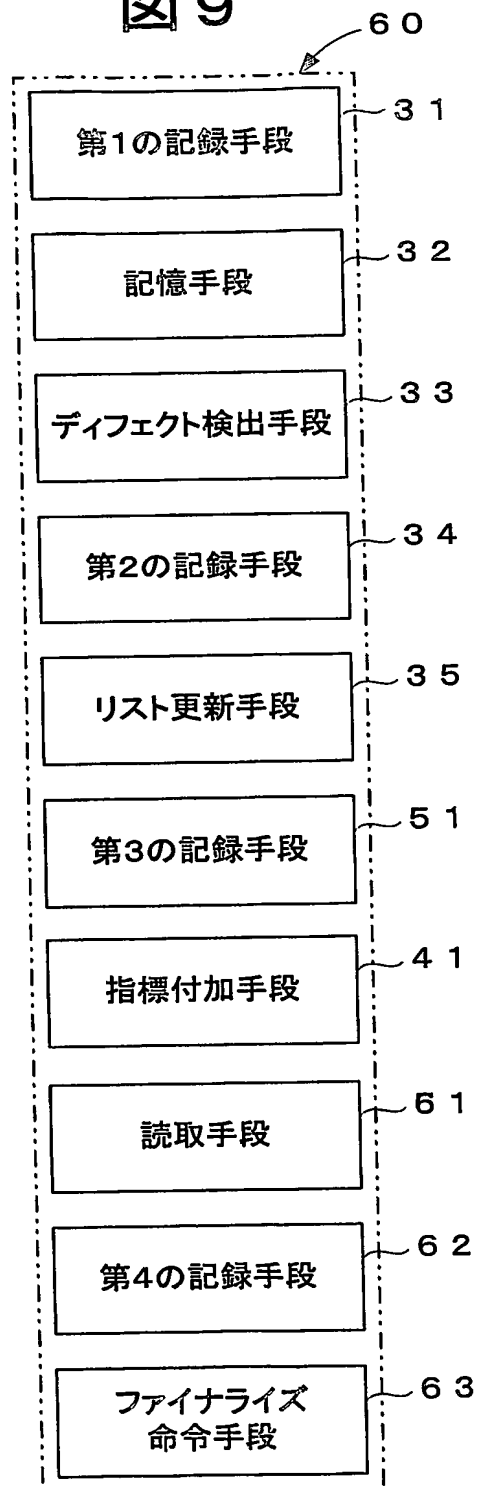 図9
60
第1の記録手段
31
記憶手段
32
ディフェクト検出手段
33
第2の記録手段
34
リスト更新手段
35
第3の記録手段
51
指標付加手段
41
読取手段
61
第4の記録手段
62
ファイナライズ
命令手段
63